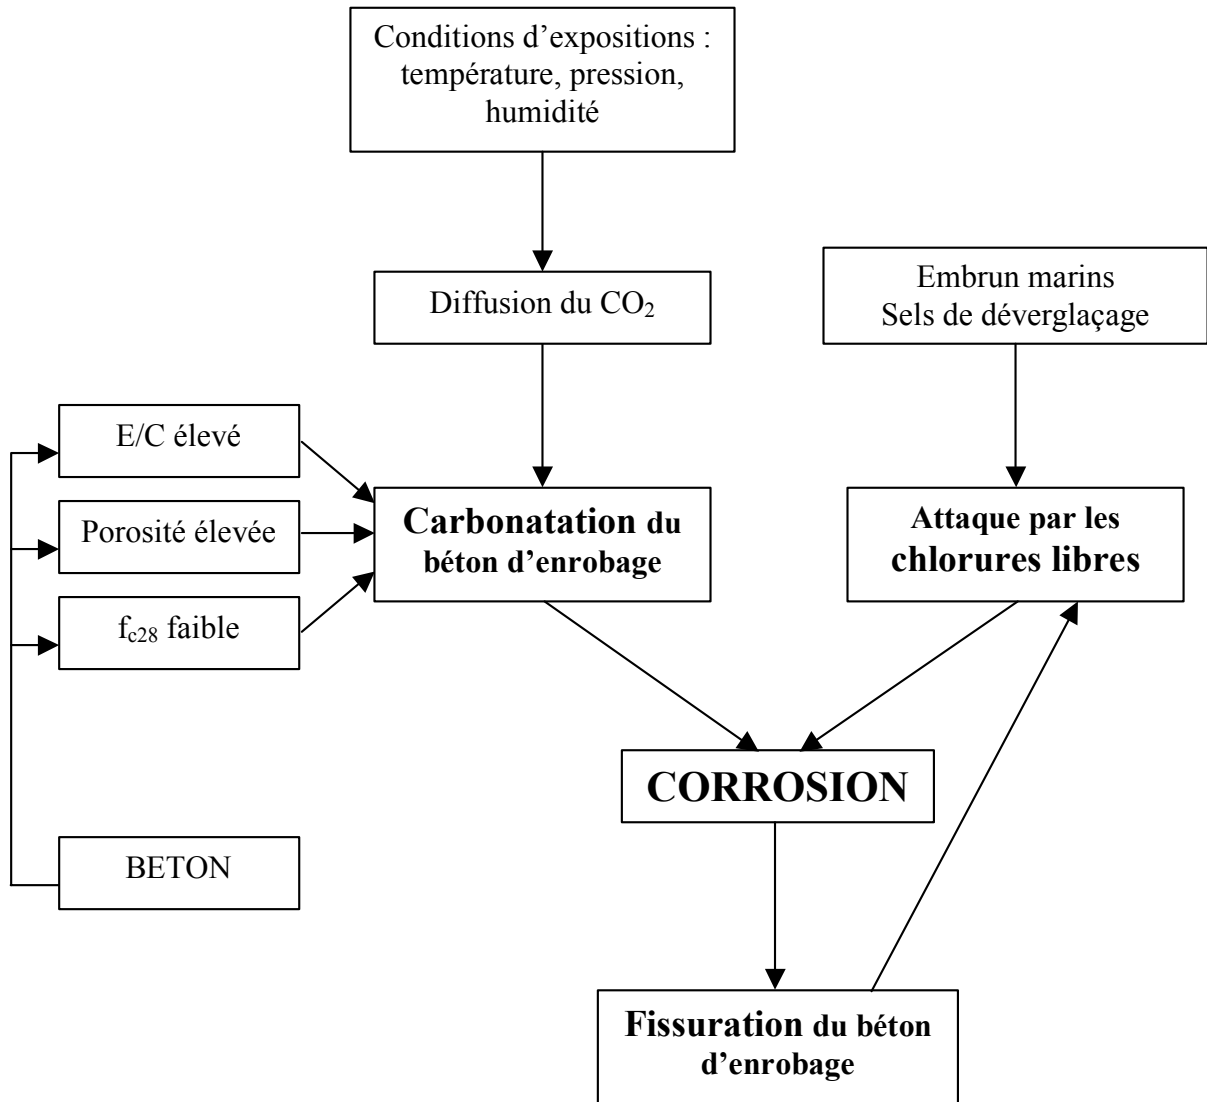 Conditions d’expositions :
température, pression,
humidité
Diffusion du CO₂
Embrun marins
Sels de déverglaçage
E/C élevé
Porosité élevée
f_c28 faible
Carbonatation du
béton d’enrobage
Attaque par les
chlorures libres
CORROSION
BETON
Fissuration du béton
d’enrobage